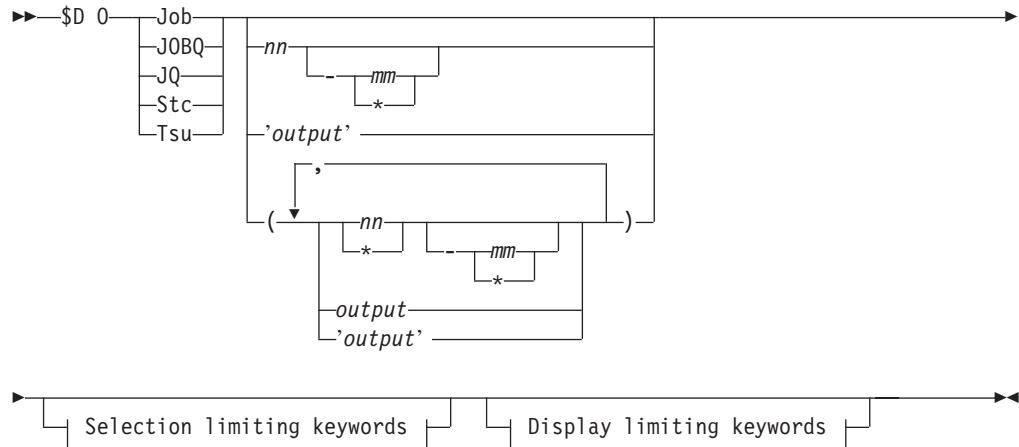 $D O Job
JOBQ nn
- mm
JQ
*
Stc
Tsu 'output'
,
( nn )
* - mm
*
output
'output'
Selection limiting keywords Display limiting keywords